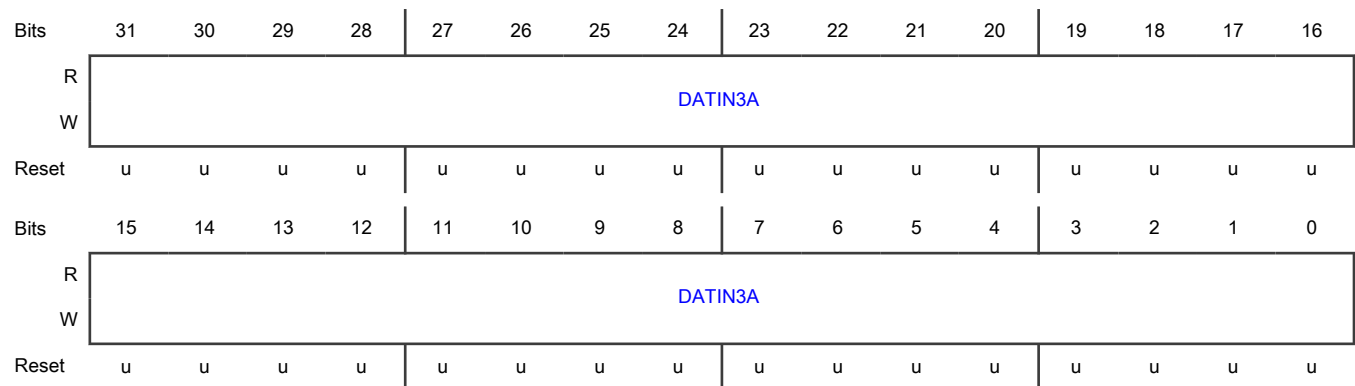 Bits 31 30 29 28 27 26 25 24 23 22 21 20 19 18 17 16
R
DATIN3A
W
Reset u u u u u u u u u u u u u u u u
Bits 15 14 13 12 11 10 9 8 7 6 5 4 3 2 1 0
R
DATIN3A
W
Reset u u u u u u u u u u u u u u u u